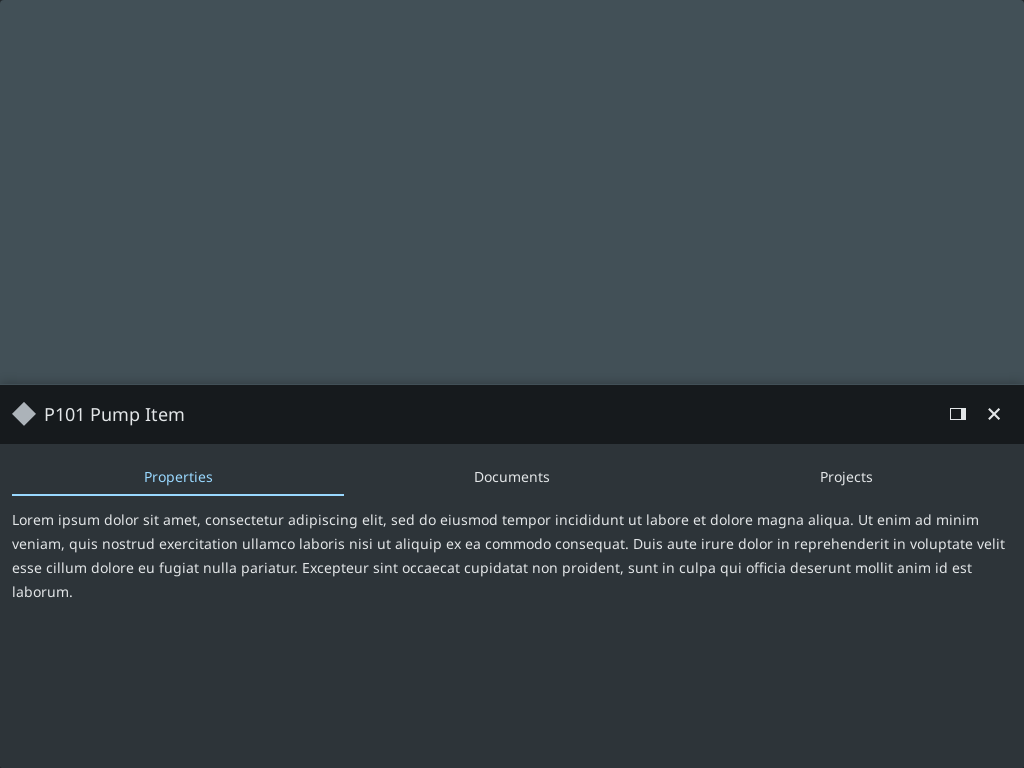 P101 Pump Item
Properties
Documents
Projects
Lorem ipsum dolor sit amet, consectetur adipiscing elit, sed do eiusmod tempor incididunt ut labore et dolore magna aliqua. Ut enim ad minim
veniam, quis nostrud exercitation ullamco laboris nisi ut aliquip ex ea commodo consequat. Duis aute irure dolor in reprehenderit in voluptate velit
esse cillum dolore eu fugiat nulla pariatur. Excepteur sint occaecat cupidatat non proident, sunt in culpa qui officia deserunt mollit anim id est
laborum.